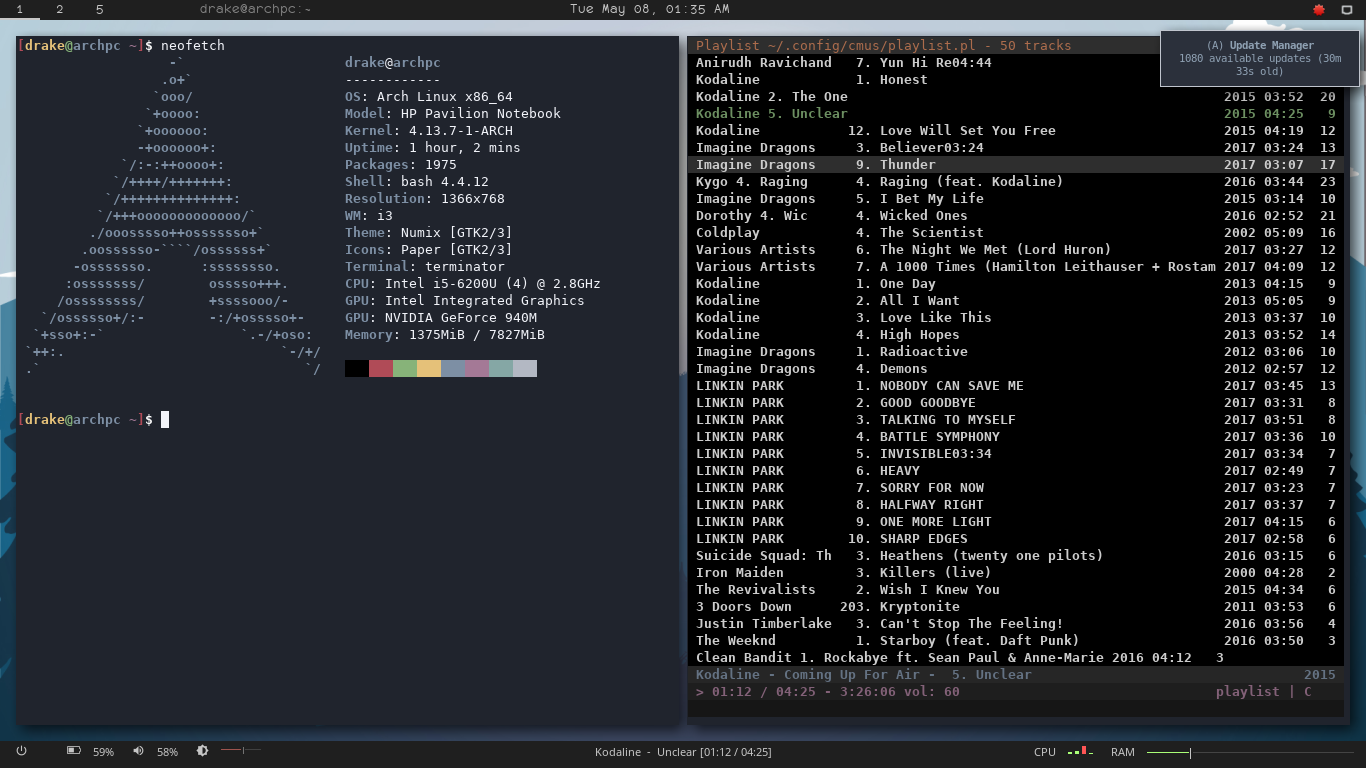 1 2 5 drake@archpc:~ Tue May 08, 01:35 AM
[drake@archpc ~]$ neofetch
drake@archpc
------------
OS: Arch Linux x86_64
Model: HP Pavilion Notebook
Kernel: 4.13.7-1-ARCH
Uptime: 1 hour, 2 mins
Packages: 1975
Shell: bash 4.4.12
Resolution: 1366x768
WM: i3
Theme: Numix [GTK2/3]
Icons: Paper [GTK2/3]
Terminal: terminator
CPU: Intel i5-6200U (4) @ 2.8GHz
GPU: Intel Integrated Graphics
GPU: NVIDIA GeForce 940M
Memory: 1375MiB / 7827MiB
[drake@archpc ~]$
Playlist ~/.config/cmus/playlist.pl - 50 tracks
Anirudh Ravichand 7. Yun Hi Re04:44
Kodaline 1. Honest
Kodaline 2. The One 2015 03:52 20
Kodaline 5. Unclear 2015 04:25 9
Kodaline 12. Love Will Set You Free 2015 04:19 12
Imagine Dragons 3. Believer03:24 2017 03:24 13
Imagine Dragons 9. Thunder 2017 03:07 17
Kygo 4. Raging 4. Raging (feat. Kodaline) 2016 03:44 23
Imagine Dragons 5. I Bet My Life 2015 03:14 10
Dorothy 4. Wic 4. Wicked Ones 2016 02:52 21
Coldplay 4. The Scientist 2002 05:09 16
Various Artists 6. The Night We Met (Lord Huron) 2017 03:27 12
Various Artists 7. A 1000 Times (Hamilton Leithauser + Rostam 2017 04:09 12
Kodaline 1. One Day 2013 04:15 9
Kodaline 2. All I Want 2013 05:05 9
Kodaline 3. Love Like This 2013 03:37 10
Kodaline 4. High Hopes 2013 03:52 14
Imagine Dragons 1. Radioactive 2012 03:06 10
Imagine Dragons 4. Demons 2012 02:57 12
LINKIN PARK 1. NOBODY CAN SAVE ME 2017 03:45 13
LINKIN PARK 2. GOOD GOODBYE 2017 03:31 8
LINKIN PARK 3. TALKING TO MYSELF 2017 03:51 8
LINKIN PARK 4. BATTLE SYMPHONY 2017 03:36 10
LINKIN PARK 5. INVISIBLE03:34 2017 03:34 7
LINKIN PARK 6. HEAVY 2017 02:49 7
LINKIN PARK 7. SORRY FOR NOW 2017 03:23 7
LINKIN PARK 8. HALFWAY RIGHT 2017 03:37 7
LINKIN PARK 9. ONE MORE LIGHT 2017 04:15 6
LINKIN PARK 10. SHARP EDGES 2017 02:58 6
Suicide Squad: Th 3. Heathens (twenty one pilots) 2016 03:15 6
Iron Maiden 3. Killers (live) 2000 04:28 2
The Revivalists 2. Wish I Knew You 2015 04:34 6
3 Doors Down 203. Kryptonite 2011 03:53 6
Justin Timberlake 3. Can't Stop The Feeling! 2016 03:56 4
The Weeknd 1. Starboy (feat. Daft Punk) 2016 03:50 3
Clean Bandit 1. Rockabye ft. Sean Paul & Anne-Marie 2016 04:12 3
Kodaline - Coming Up For Air - 5. Unclear 2015
> 01:12 / 04:25 - 3:26:06 vol: 60 playlist | C
(A) Update Manager
1080 available updates (30m
33s old)
59% 58% Kodaline - Unclear [01:12 / 04:25] CPU RAM